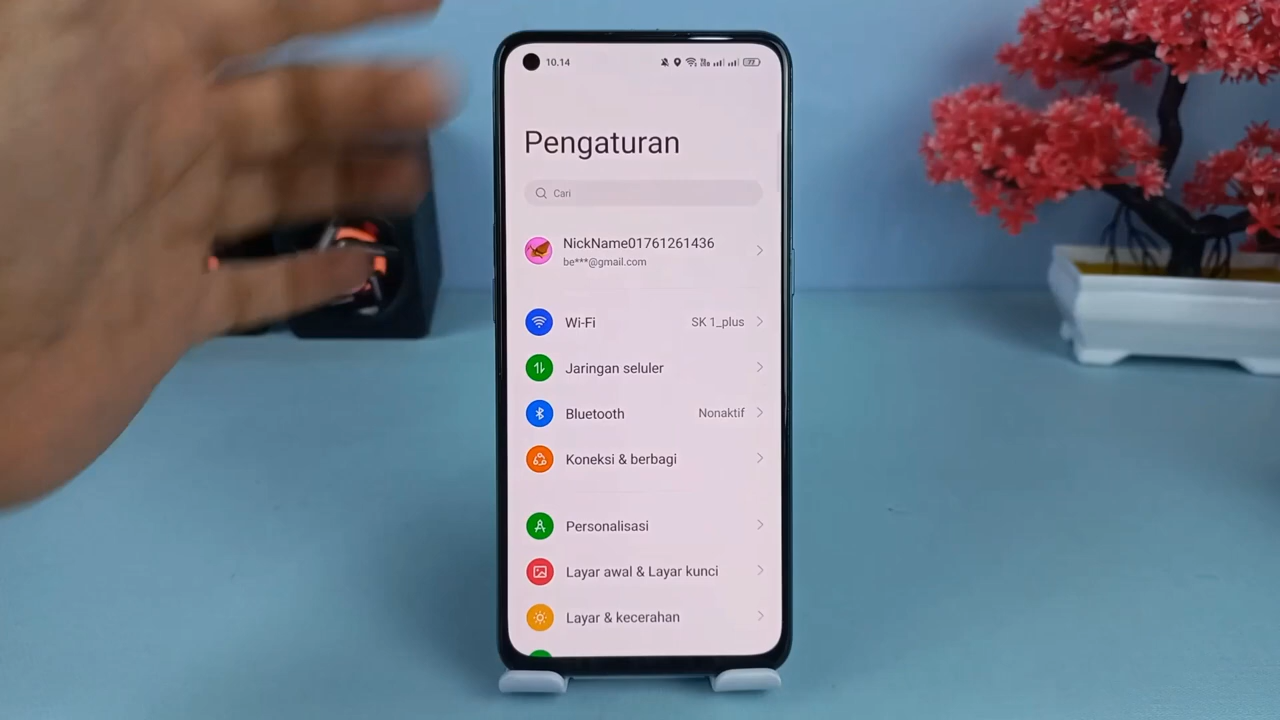 10.14
77
Pengaturan
Cari
NickName01761261436
be***@gmail.com
Wi-Fi SK 1_plus
Jaringan seluler
Bluetooth Nonaktif
Koneksi & berbagi
Personalisasi
Layar awal & Layar kunci
Layar & kecerahan